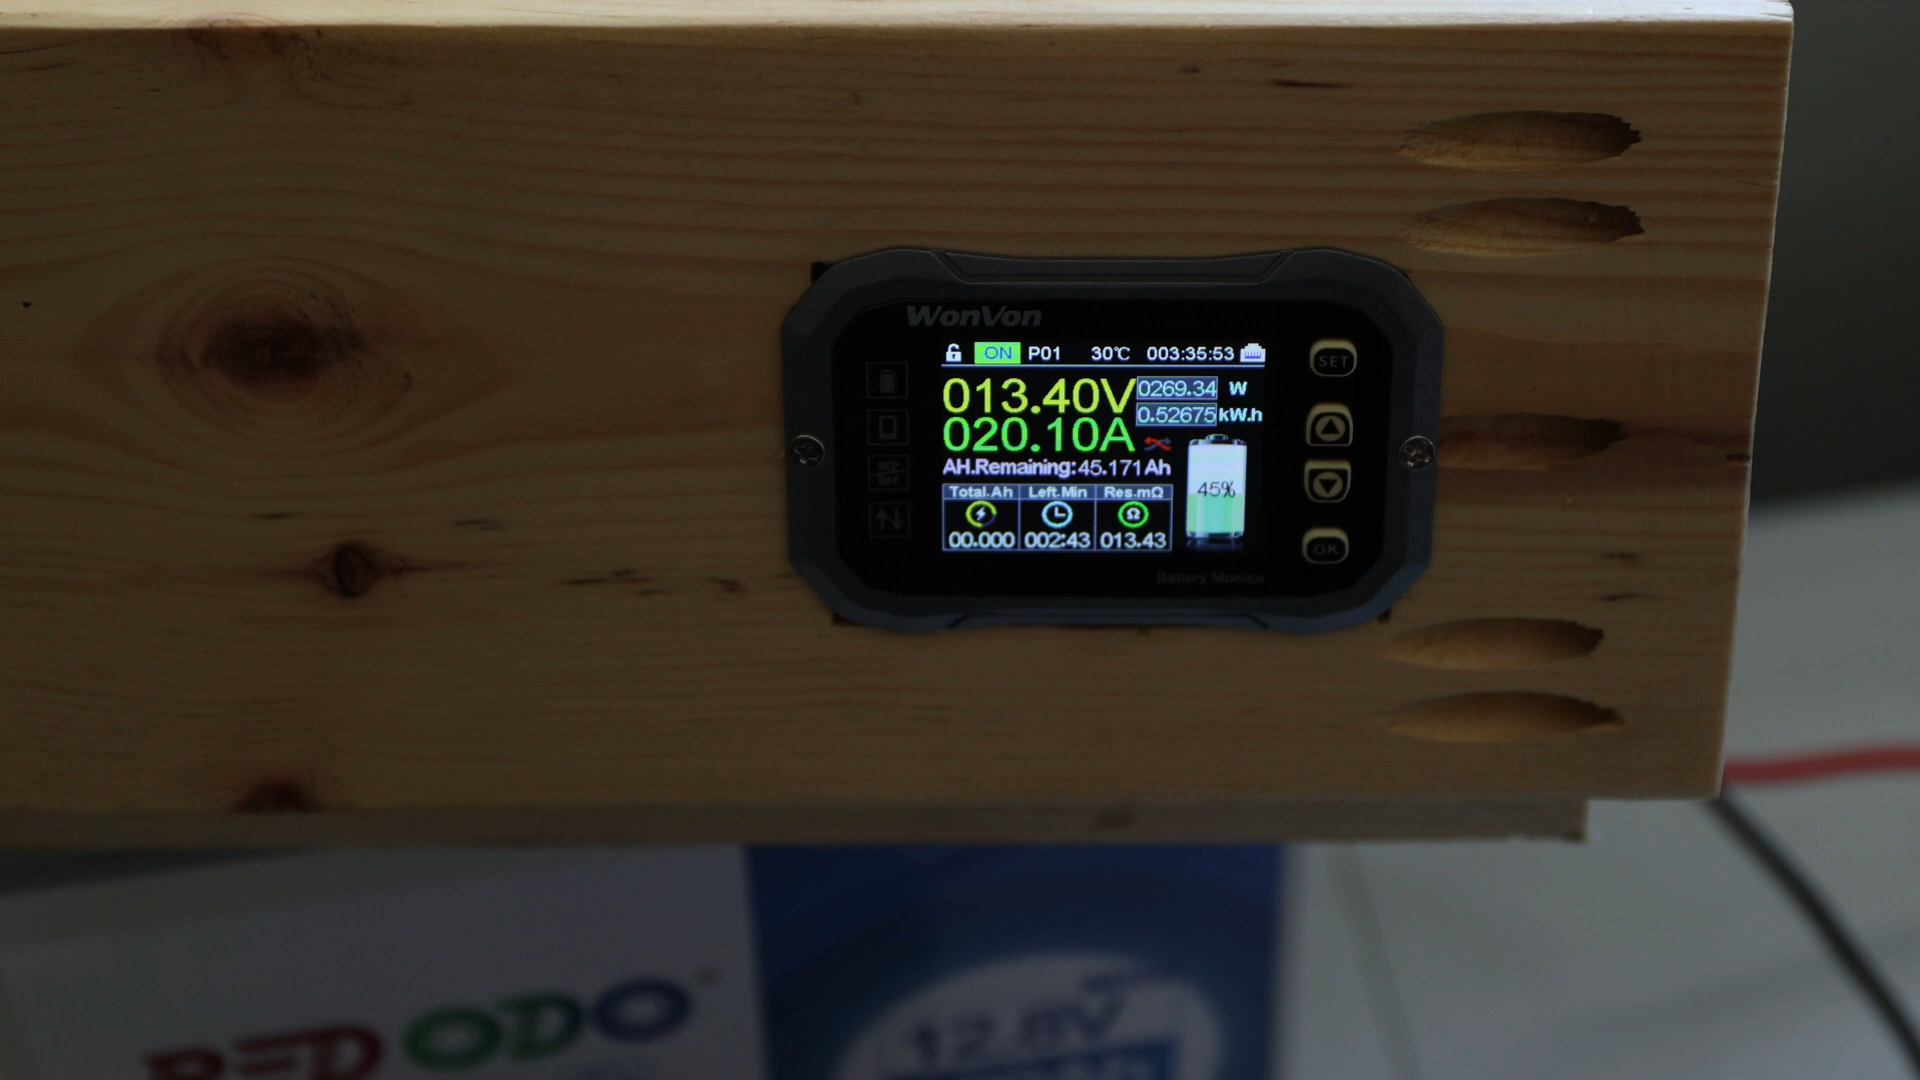 WonVon
ON P01 30℃ 003:35:53
013.40V 0269.34 W
0.52675 kW.h
020.10A
AH.Remaining:45.171Ah
45%
Total.Ah Left.Min Res.mΩ
Ω
00.000 002:43 013.43
SET
OCP
OK
Battery Monitor
REDODO
12.8V